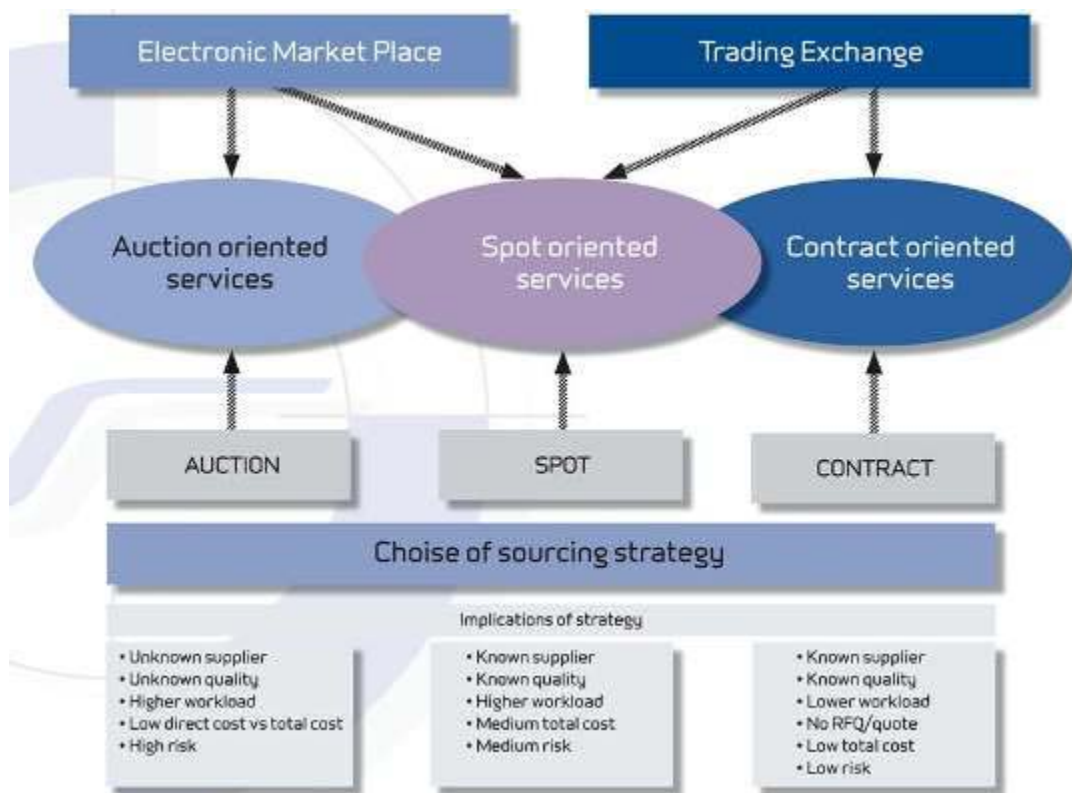 Electronic Market Place
Trading Exchange
Auction oriented
services
Spot oriented
services
Contract oriented
services
AUCTION
SPOT
CONTRACT
Choise of sourcing strategy
Implications of strategy
• Unknown supplier
• Unknown quality
• Higher workload
• Low direct cost vs total cost
• High risk
• Known supplier
• Known quality
• Higher workload
• Medium total cost
• Medium risk
• Known supplier
• Known quality
• Lower workload
• No RFQ/quote
• Low total cost
• Low risk